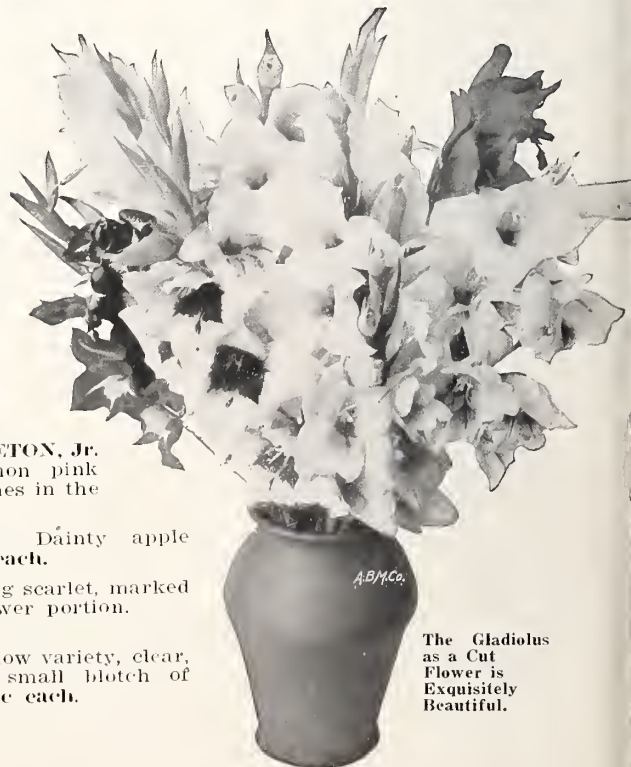 ETON, Jr.
non pink
nes in the
Dainty apple
each.
g scarlet, marked
wer portion.
ow variety, clear,
small blotch of
c each.
A.B.M.Co.
The Gladiolus
as a Cut
Flower is
Exquisitely
Beautiful.